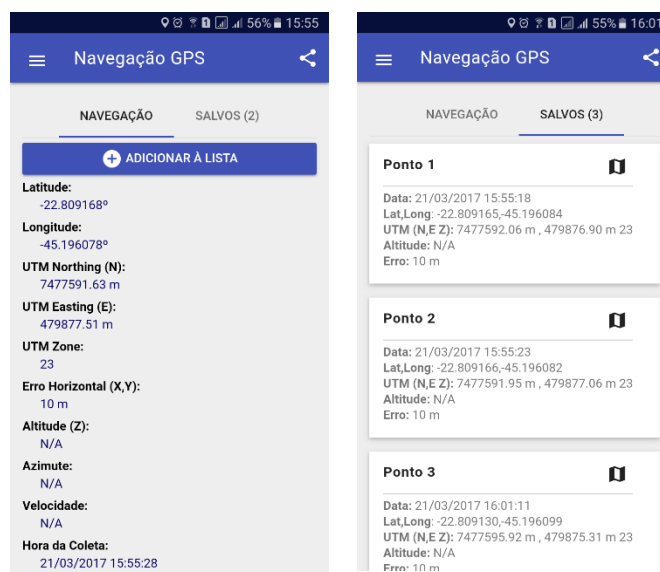 56% 15:55
Navegação GPS
NAVEGAÇÃO SALVOS (2)
ADICIONAR À LISTA
Latitude:
-22.809168º
Longitude:
-45.196078º
UTM Northing (N):
7477591.63 m
UTM Easting (E):
479877.51 m
UTM Zone:
23
Erro Horizontal (X,Y):
10 m
Altitude (Z):
N/A
Azimute:
N/A
Velocidade:
N/A
Hora da Coleta:
21/03/2017 15:55:28
55% 16:01
Navegação GPS
NAVEGAÇÃO SALVOS (3)
Ponto 1
Data: 21/03/2017 15:55:18
Lat,Long: -22.809165,-45.196084
UTM (N,E Z): 7477592.06 m , 479876.90 m 23
Altitude: N/A
Erro: 10 m
Ponto 2
Data: 21/03/2017 15:55:23
Lat,Long: -22.809166,-45.196082
UTM (N,E Z): 7477591.95 m , 479877.06 m 23
Altitude: N/A
Erro: 10 m
Ponto 3
Data: 21/03/2017 16:01:11
Lat,Long: -22.809130,-45.196099
UTM (N,E Z): 7477595.92 m , 479875.31 m 23
Altitude: N/A
Erro: 10 m